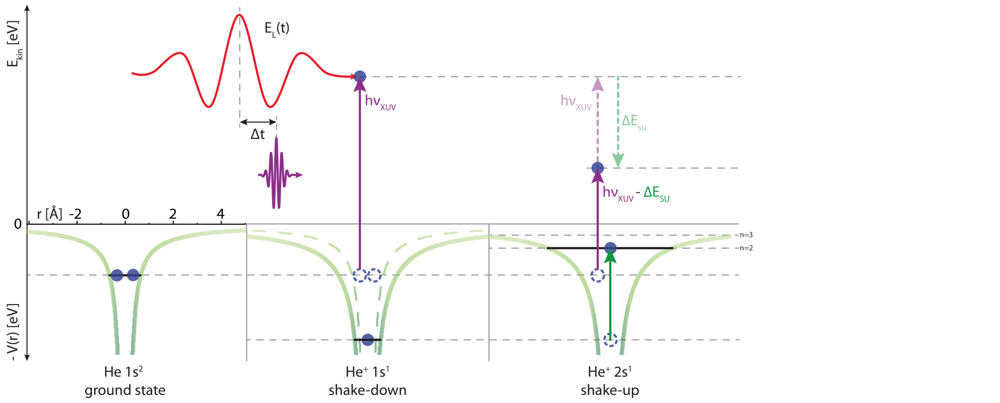 E_kin [eV]
E_L(t)
hν_XUV
hν_XUV
ΔE_su
Δt
hν_XUV - ΔE_SU
r [Å] -2 0 2 4
0
n=3
n=2
- V(r) [eV]
He 1s²
ground state
He⁺ 1s¹
shake-down
He⁺ 2s¹
shake-up